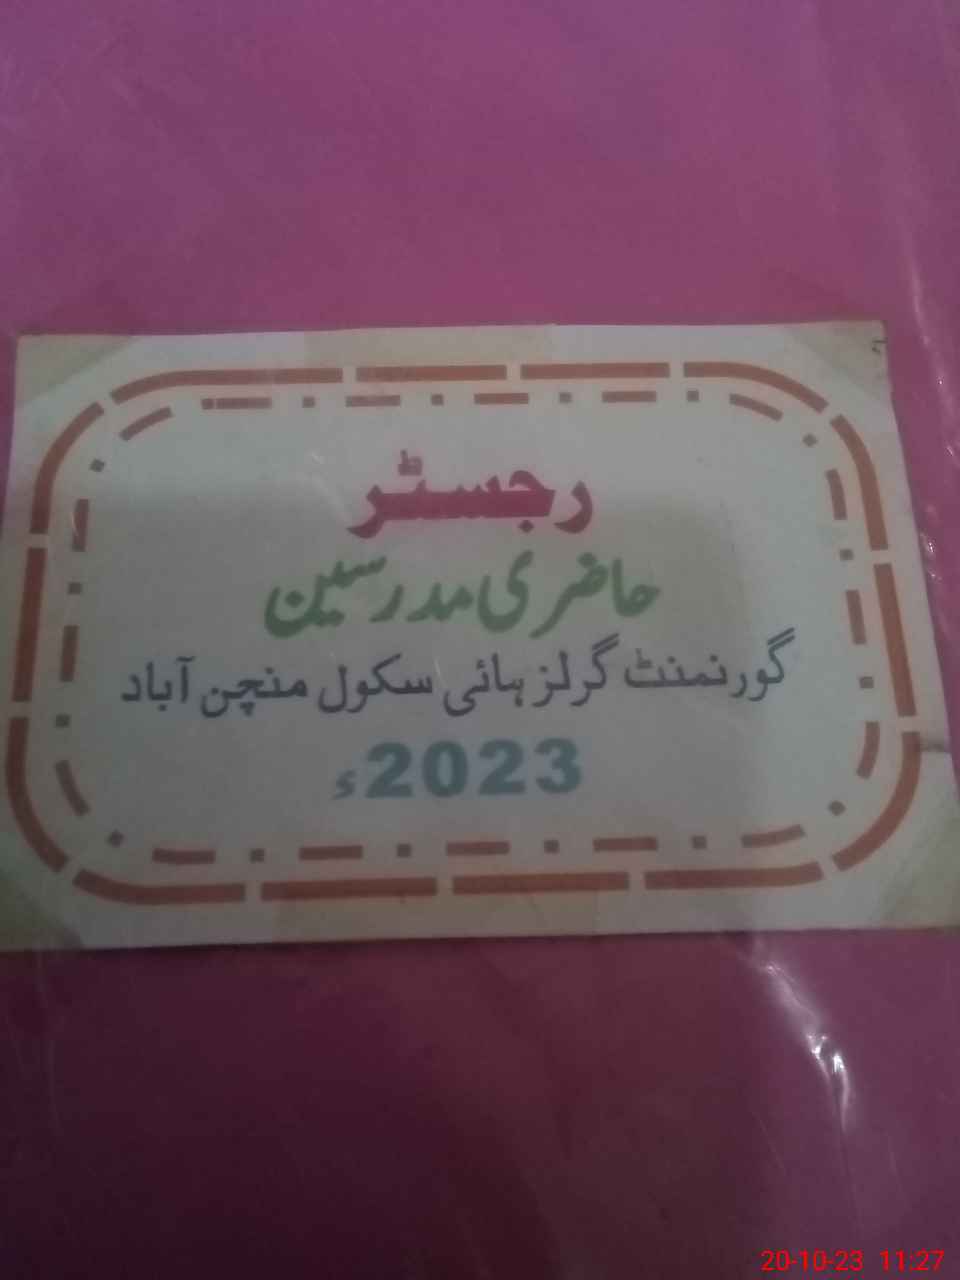 رجسٹر
حاضری مدرسین
گورنمنٹ گرلز ہائی سکول منچن آباد
2023ء
20-10-23 11:27